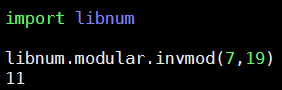 import libnum
libnum.modular.invmod(7,19)
11